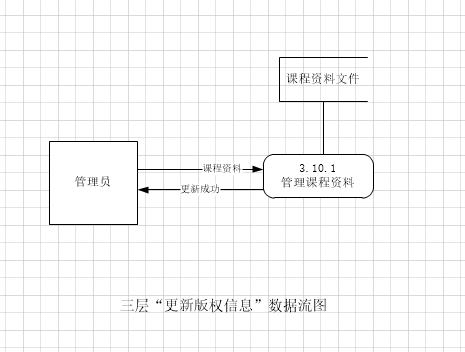 课程资料文件
管理员
课程资料
更新成功
3.10.1
管理课程资料
三层“更新版权信息”数据流图